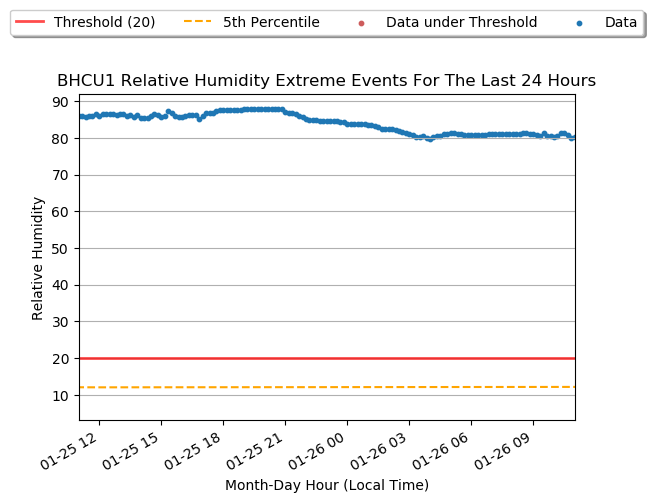 Threshold (20) 5th Percentile Data under Threshold Data
BHCU1 Relative Humidity Extreme Events For The Last 24 Hours
90
80
70
60
50
40
30
20
10
Relative Humidity
01-25 12 01-25 15 01-25 18 01-25 21 01-26 00 01-26 03 01-26 06 01-26 09
Month-Day Hour (Local Time)